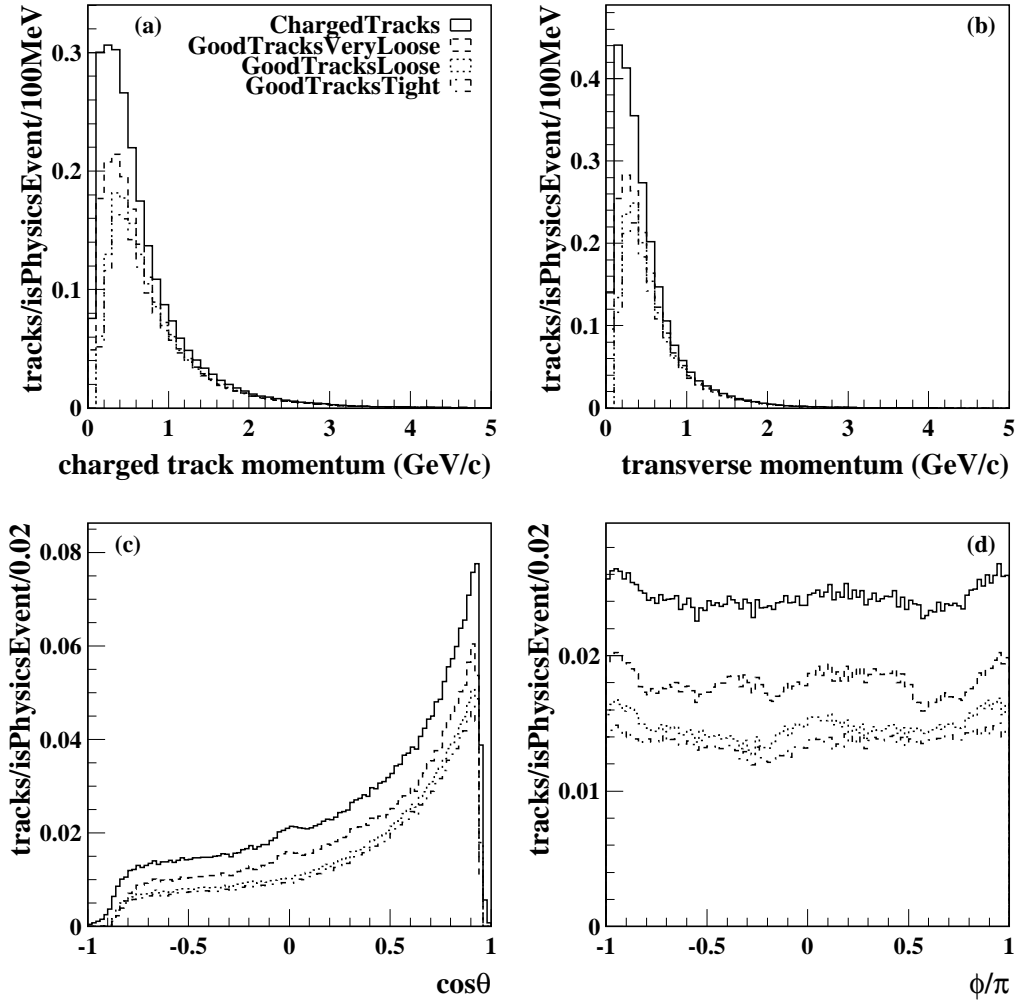 tracks/isPhysicsEvent/100MeV
(a)
ChargedTracks
GoodTracksVeryLoose
GoodTracksLoose
GoodTracksTight
0.3
0.2
0.1
0
0 1 2 3 4 5
charged track momentum (GeV/c)
tracks/isPhysicsEvent/100MeV
(b)
0.4
0.3
0.2
0.1
0
0 1 2 3 4 5
transverse momentum (GeV/c)
tracks/isPhysicsEvent/0.02
(c)
0.08
0.06
0.04
0.02
0
-1 -0.5 0 0.5 1
cosθ
tracks/isPhysicsEvent/0.02
(d)
0.02
0.01
0
-1 -0.5 0 0.5 1
ϕ/π